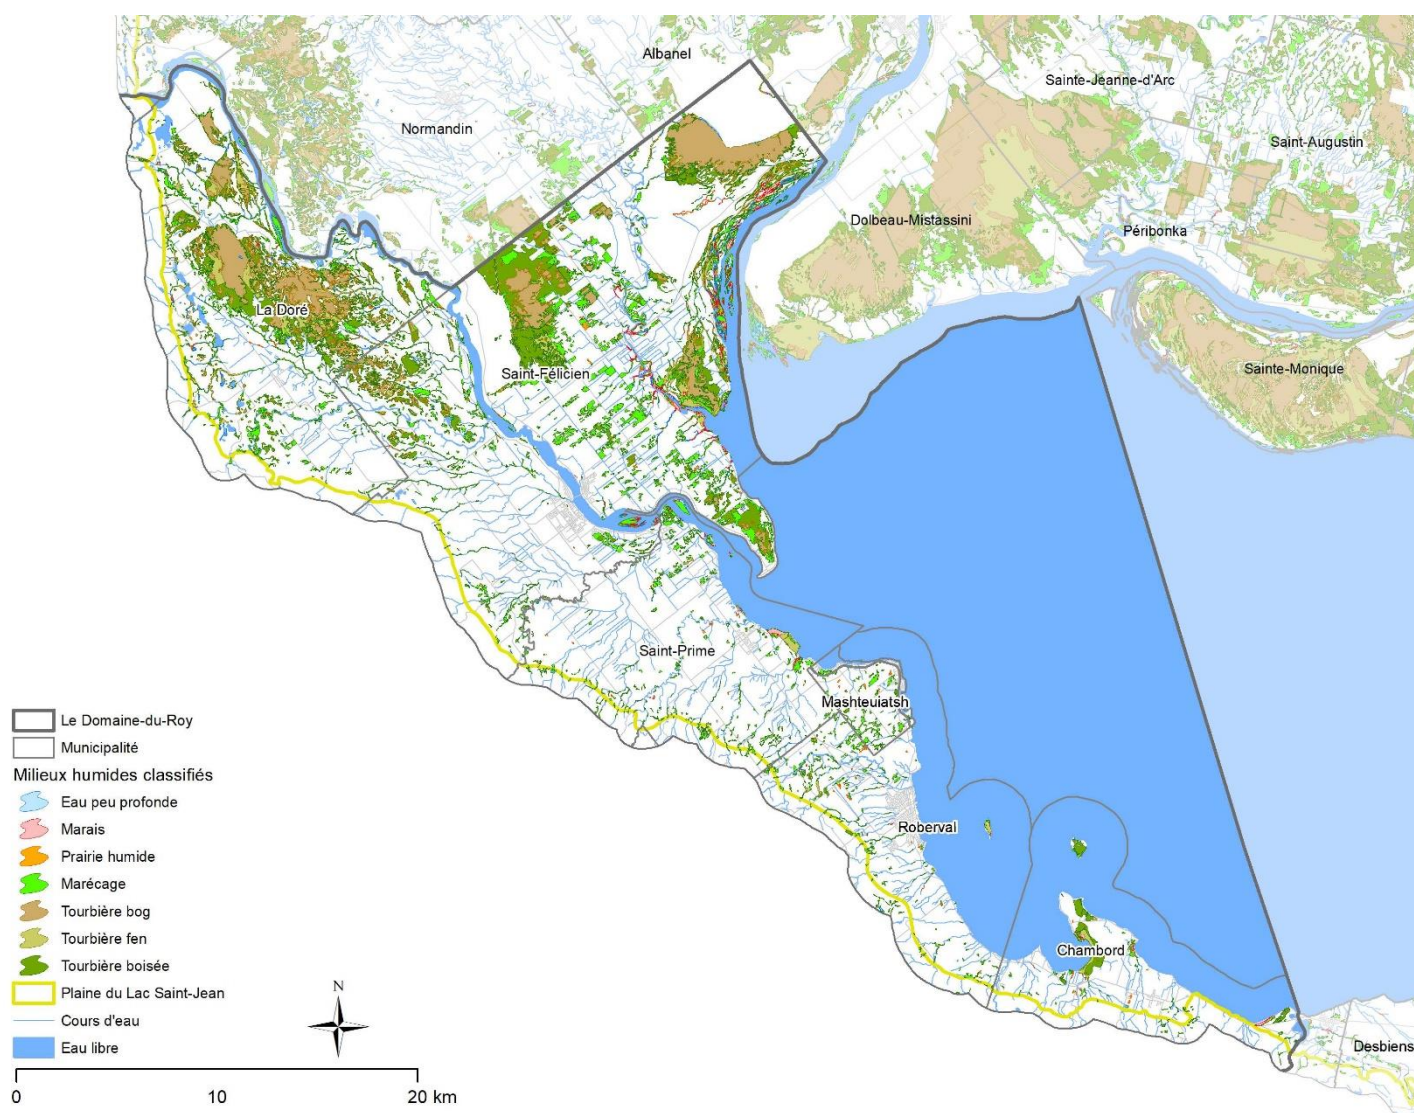 Albanel
Sainte-Jeanne-d'Arc
Normandin
Saint-Augustin
Dolbeau-Mistassini
Péribonka
La Doré
Saint-Félicien
Sainte-Monique
Saint-Prime
Mashteuiatsh
Roberval
Chambord
Desbiens
Le Domaine-du-Roy
Municipalité
Milieux humides classifiés
Eau peu profonde
Marais
Prairie humide
Marécage
Tourbière bog
Tourbière fen
Tourbière boisée
Plaine du Lac Saint-Jean
Cours d'eau
Eau libre
N
0 10 20 km